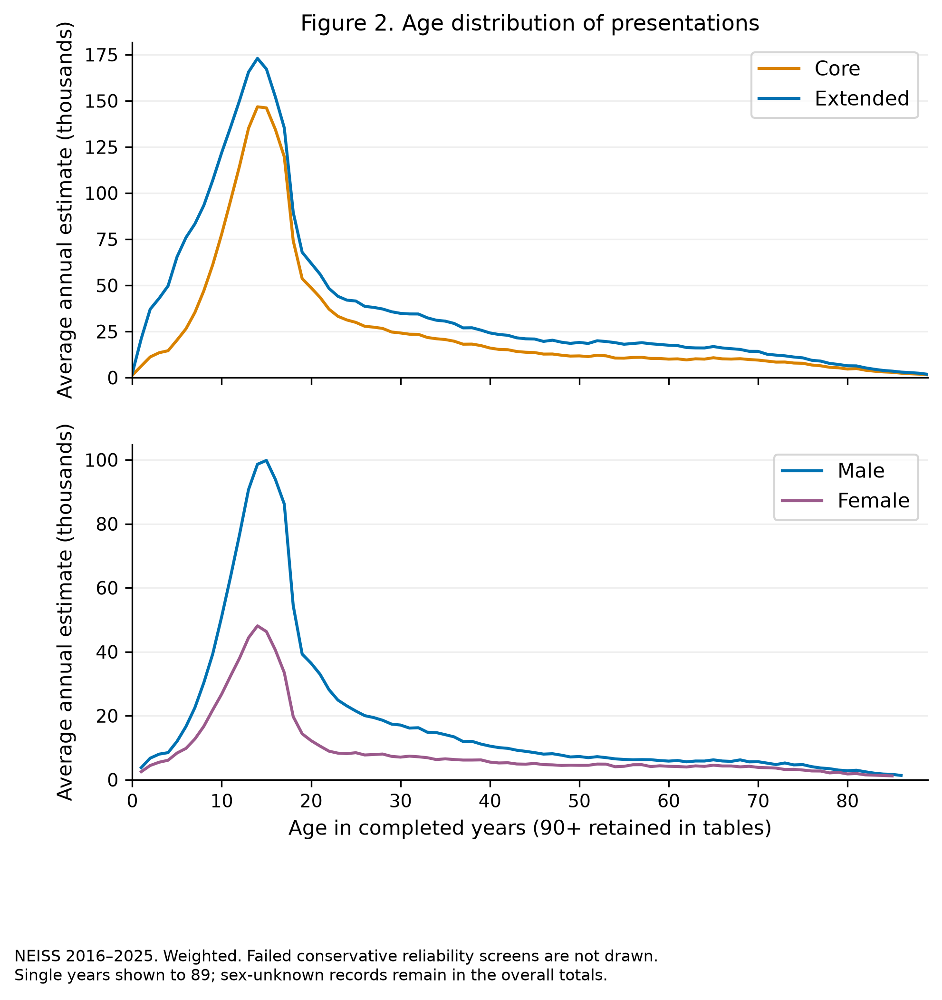 Figure 2. Age distribution of presentations
Average annual estimate (thousands)
175
150
125
100
75
50
25
0
Core
Extended
Average annual estimate (thousands)
100
80
60
40
20
0
Male
Female
0 10 20 30 40 50 60 70 80
Age in completed years (90+ retained in tables)
NEISS 2016–2025. Weighted. Failed conservative reliability screens are not drawn.
Single years shown to 89; sex-unknown records remain in the overall totals.